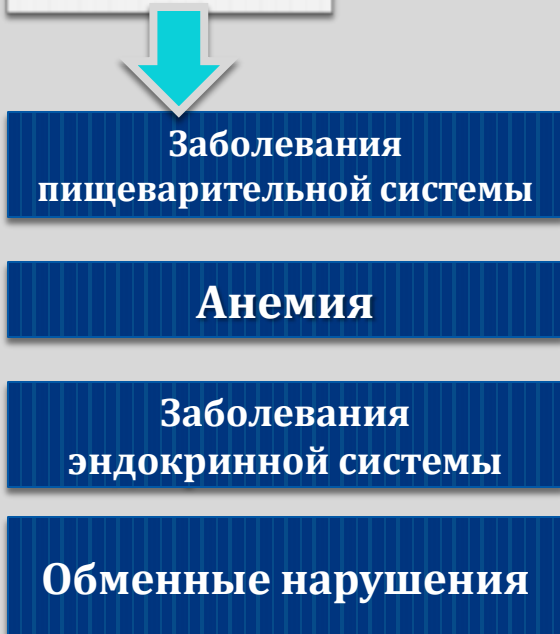 Заболевания
пищеварительной системы
Анемия
Заболевания
эндокринной системы
Обменные нарушения